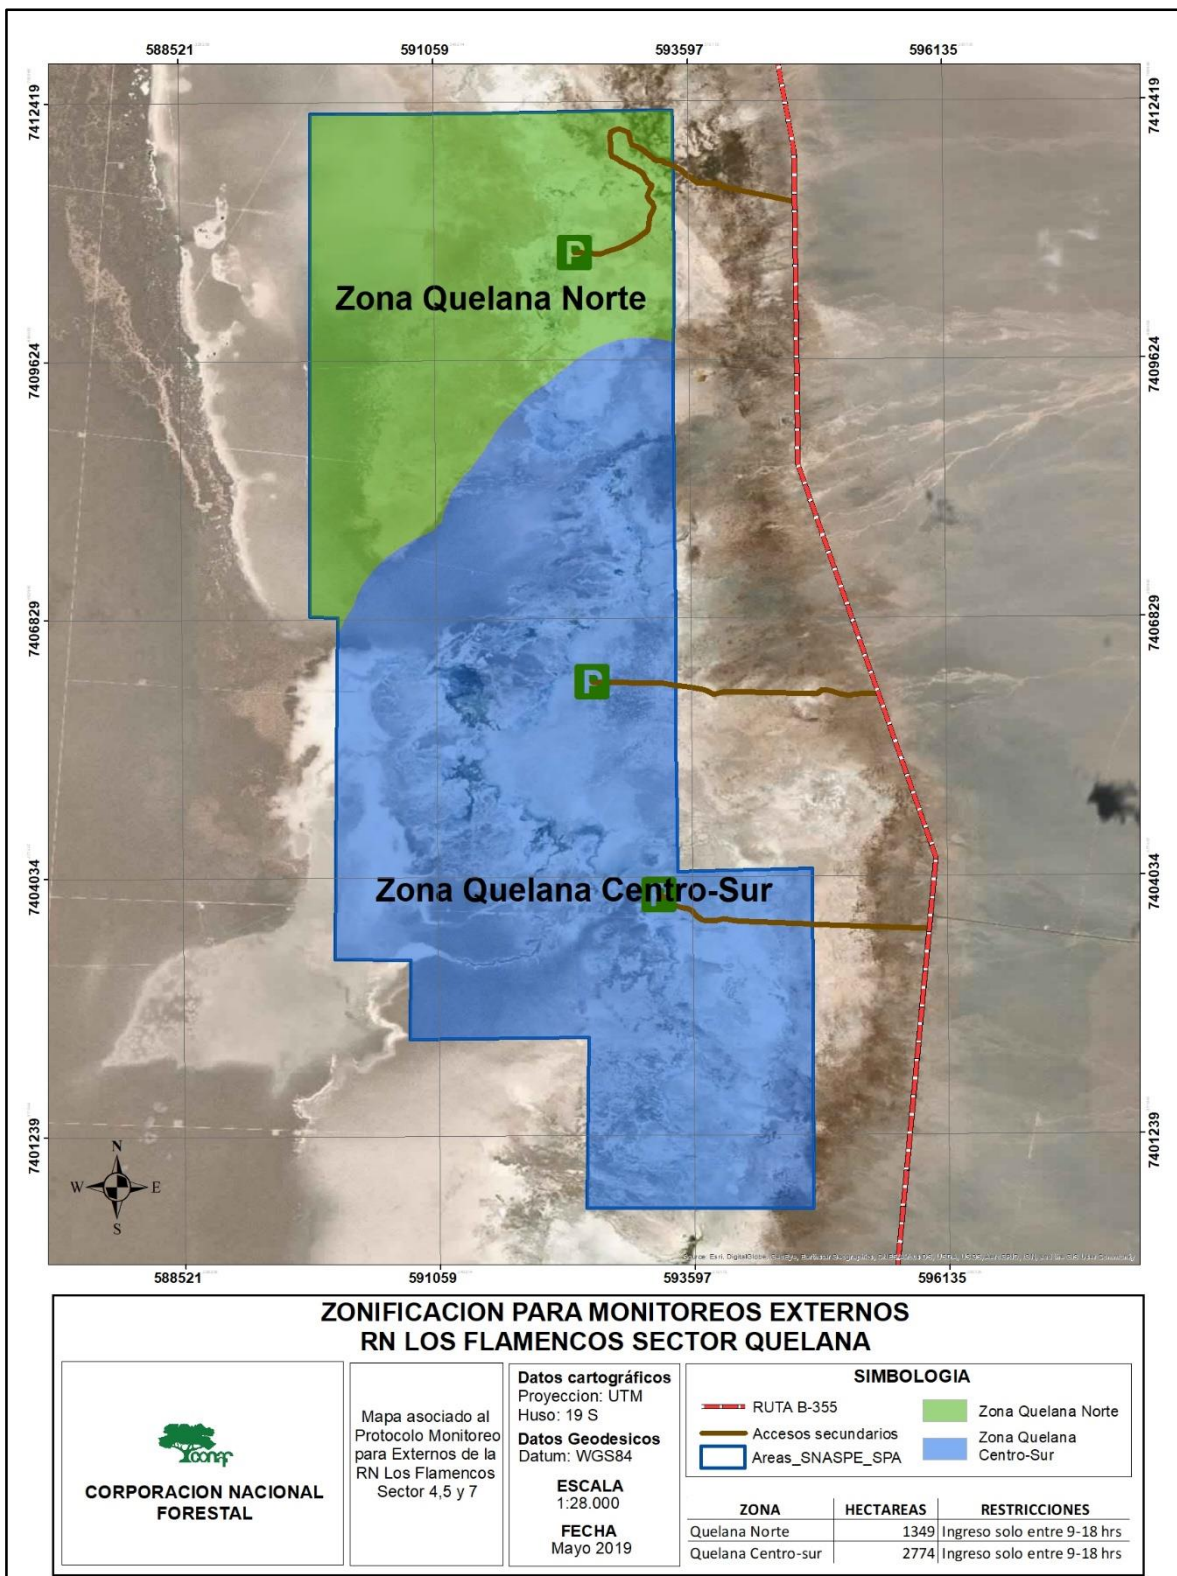 588521 591059 593597 596135
7412419 7412419
Zona Quelana Norte
7409624 7409624
7406829 7406829
7404034 7404034
Zona Quelana Centro-Sur
7401239 7401239
N
W E
S
588521 591059 593597 596135
ZONIFICACION PARA MONITOREOS EXTERNOS
RN LOS FLAMENCOS SECTOR QUELANA
conaf
CORPORACION NACIONAL
FORESTAL
Mapa asociado al
Protocolo Monitoreo
para Externos de la
RN Los Flamencos
Sector 4,5 y 7
Datos cartográficos
Proyeccion: UTM
Huso: 19 S
Datos Geodesicos
Datum: WGS84
ESCALA
1:28.000
FECHA
Mayo 2019
SIMBOLOGIA
RUTA B-355
Accesos secundarios
Areas_SNASPE_SPA
Zona Quelana Norte
Zona Quelana
Centro-Sur
ZONA HECTAREAS RESTRICCIONES
Quelana Norte 1349 Ingreso solo entre 9-18 hrs
Quelana Centro-sur 2774 Ingreso solo entre 9-18 hrs
P
P
P